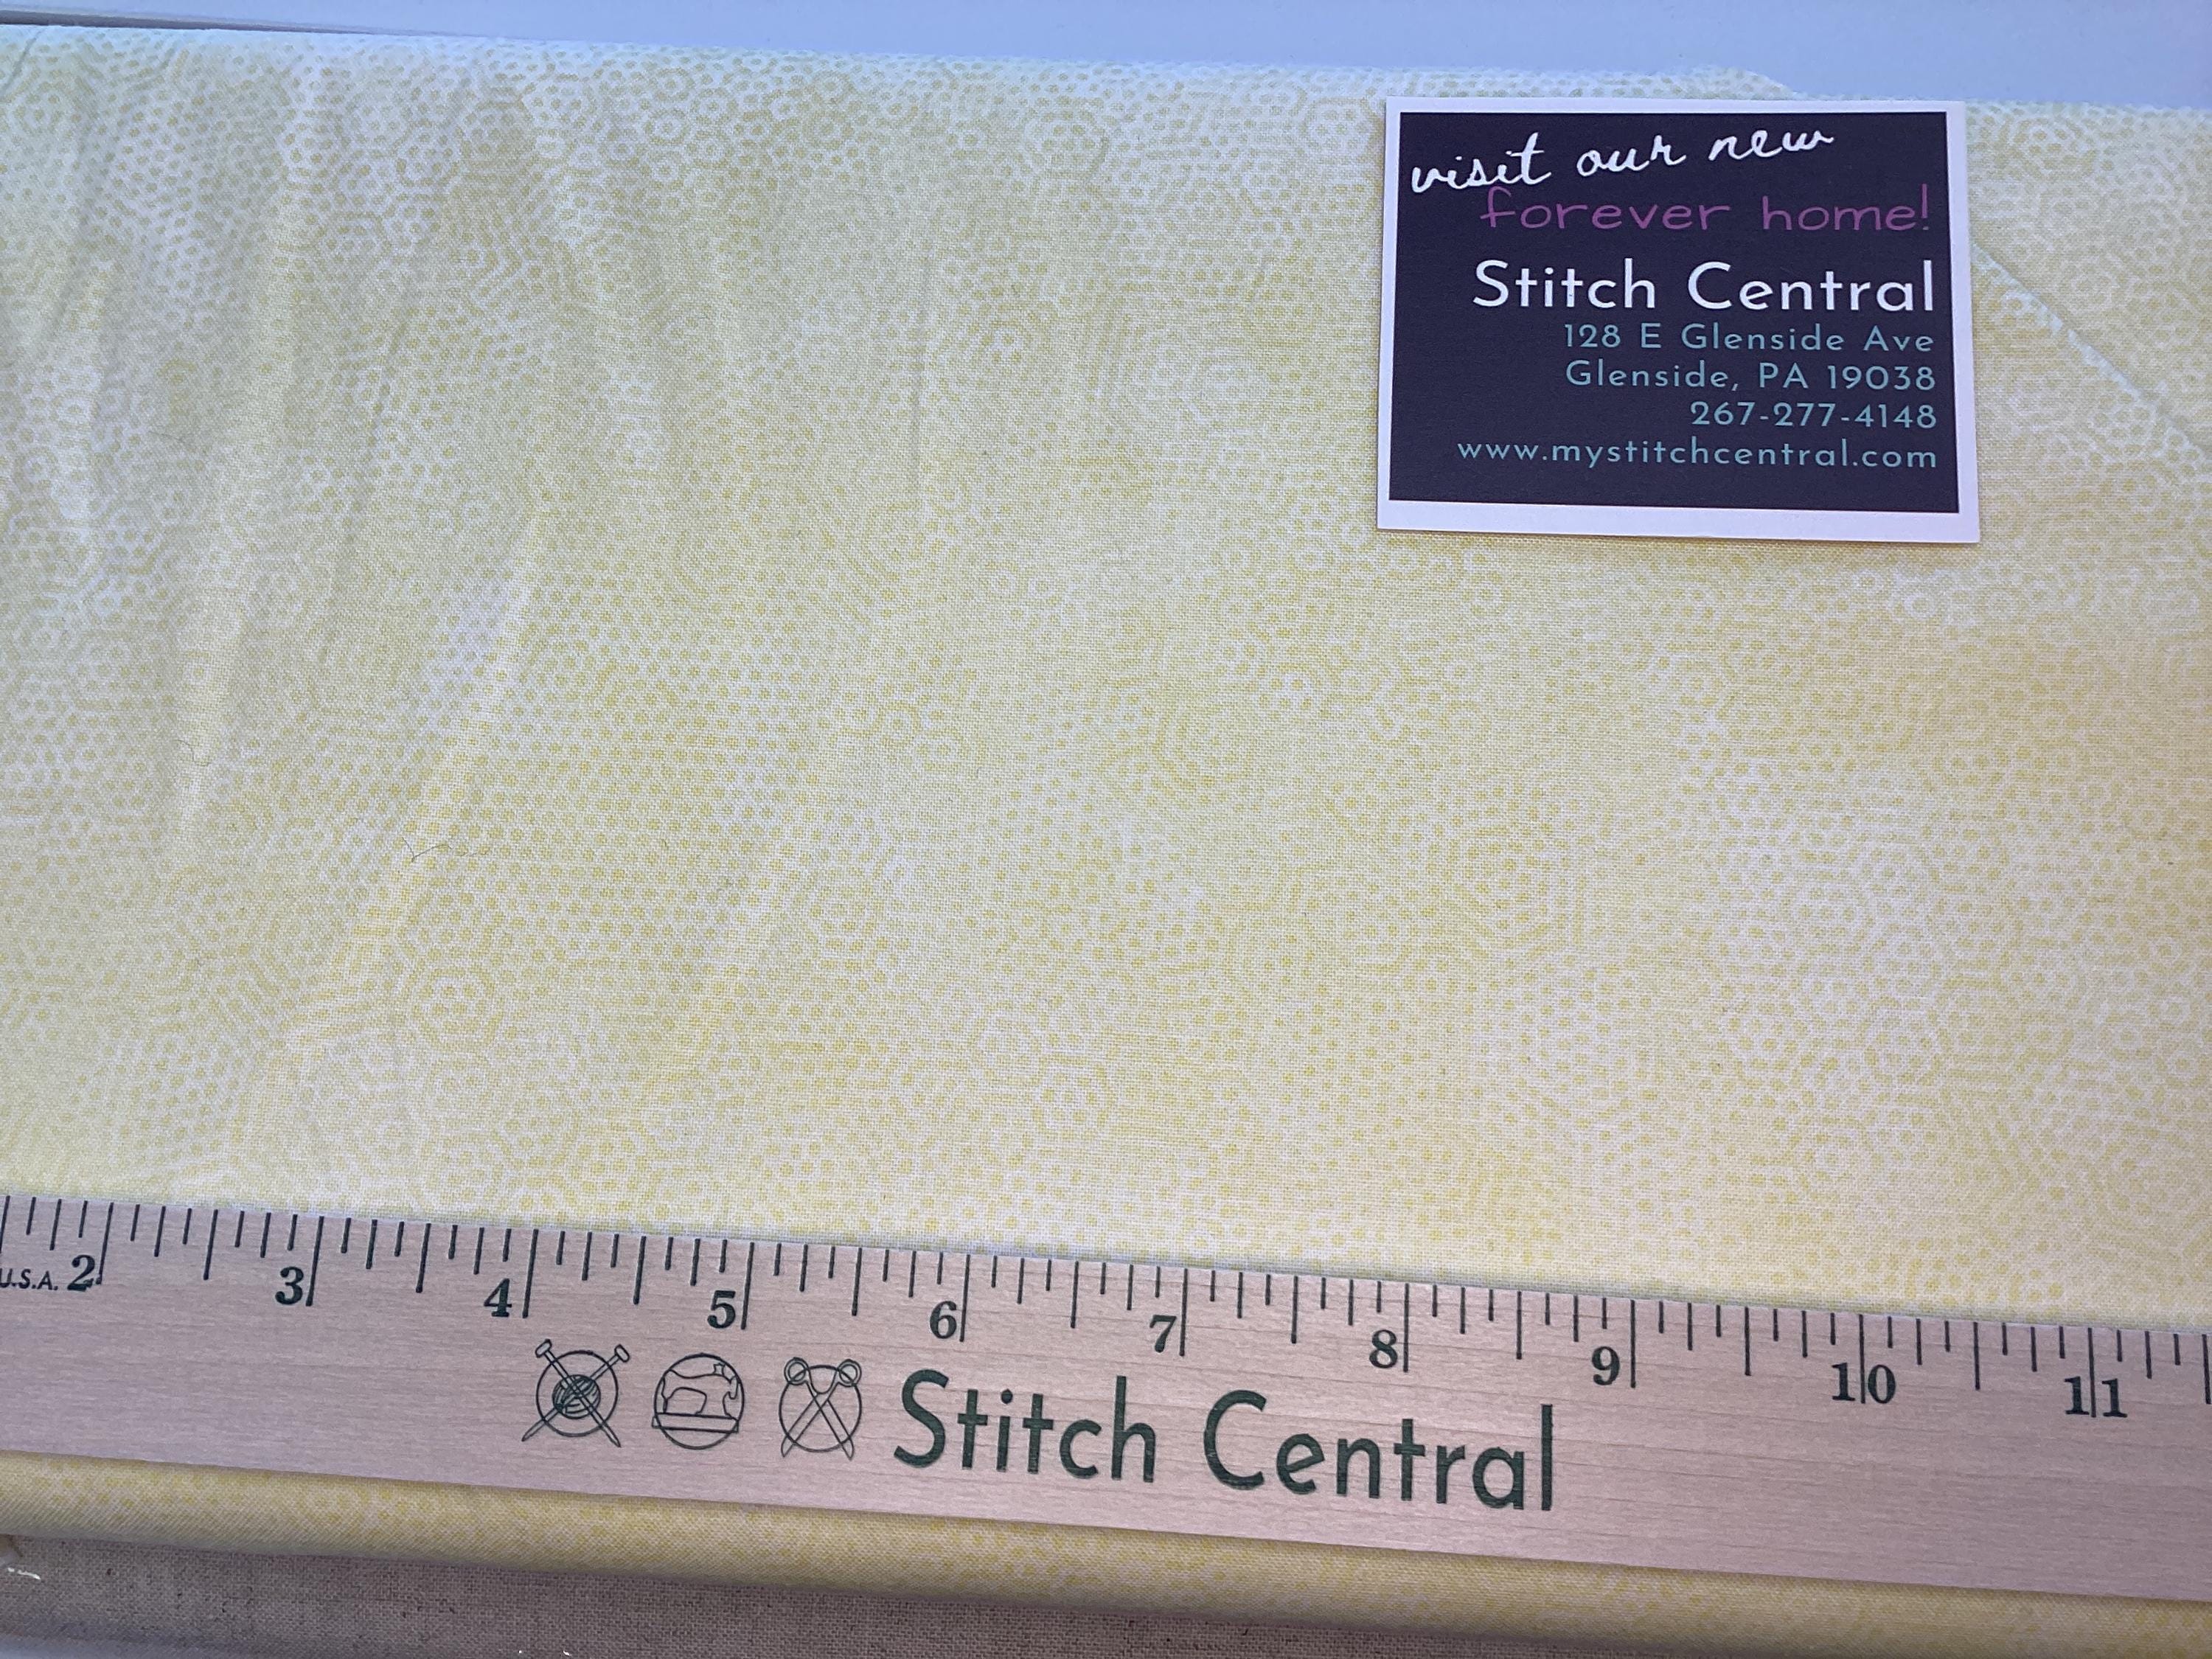 visit our new
forever home!
Stitch Central
128 E Glenside Ave
Glenside, PA 19038
267-277-4148
www.mystitchcentral.com
U.S.A. 2 3 4 5 6 7 8 9 10 11
Stitch Central